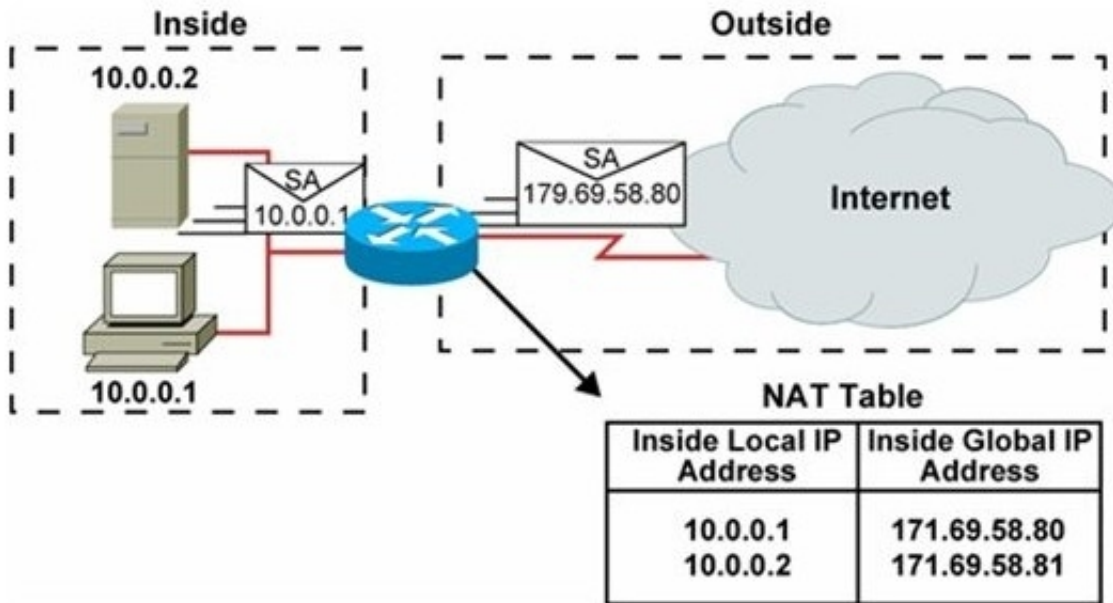 Inside
Outside
10.0.0.2
SA
10.0.0.1
SA
179.69.58.80
Internet
10.0.0.1
NAT Table
Inside Local IP Address
Inside Global IP Address
10.0.0.1 171.69.58.80
10.0.0.2 171.69.58.81